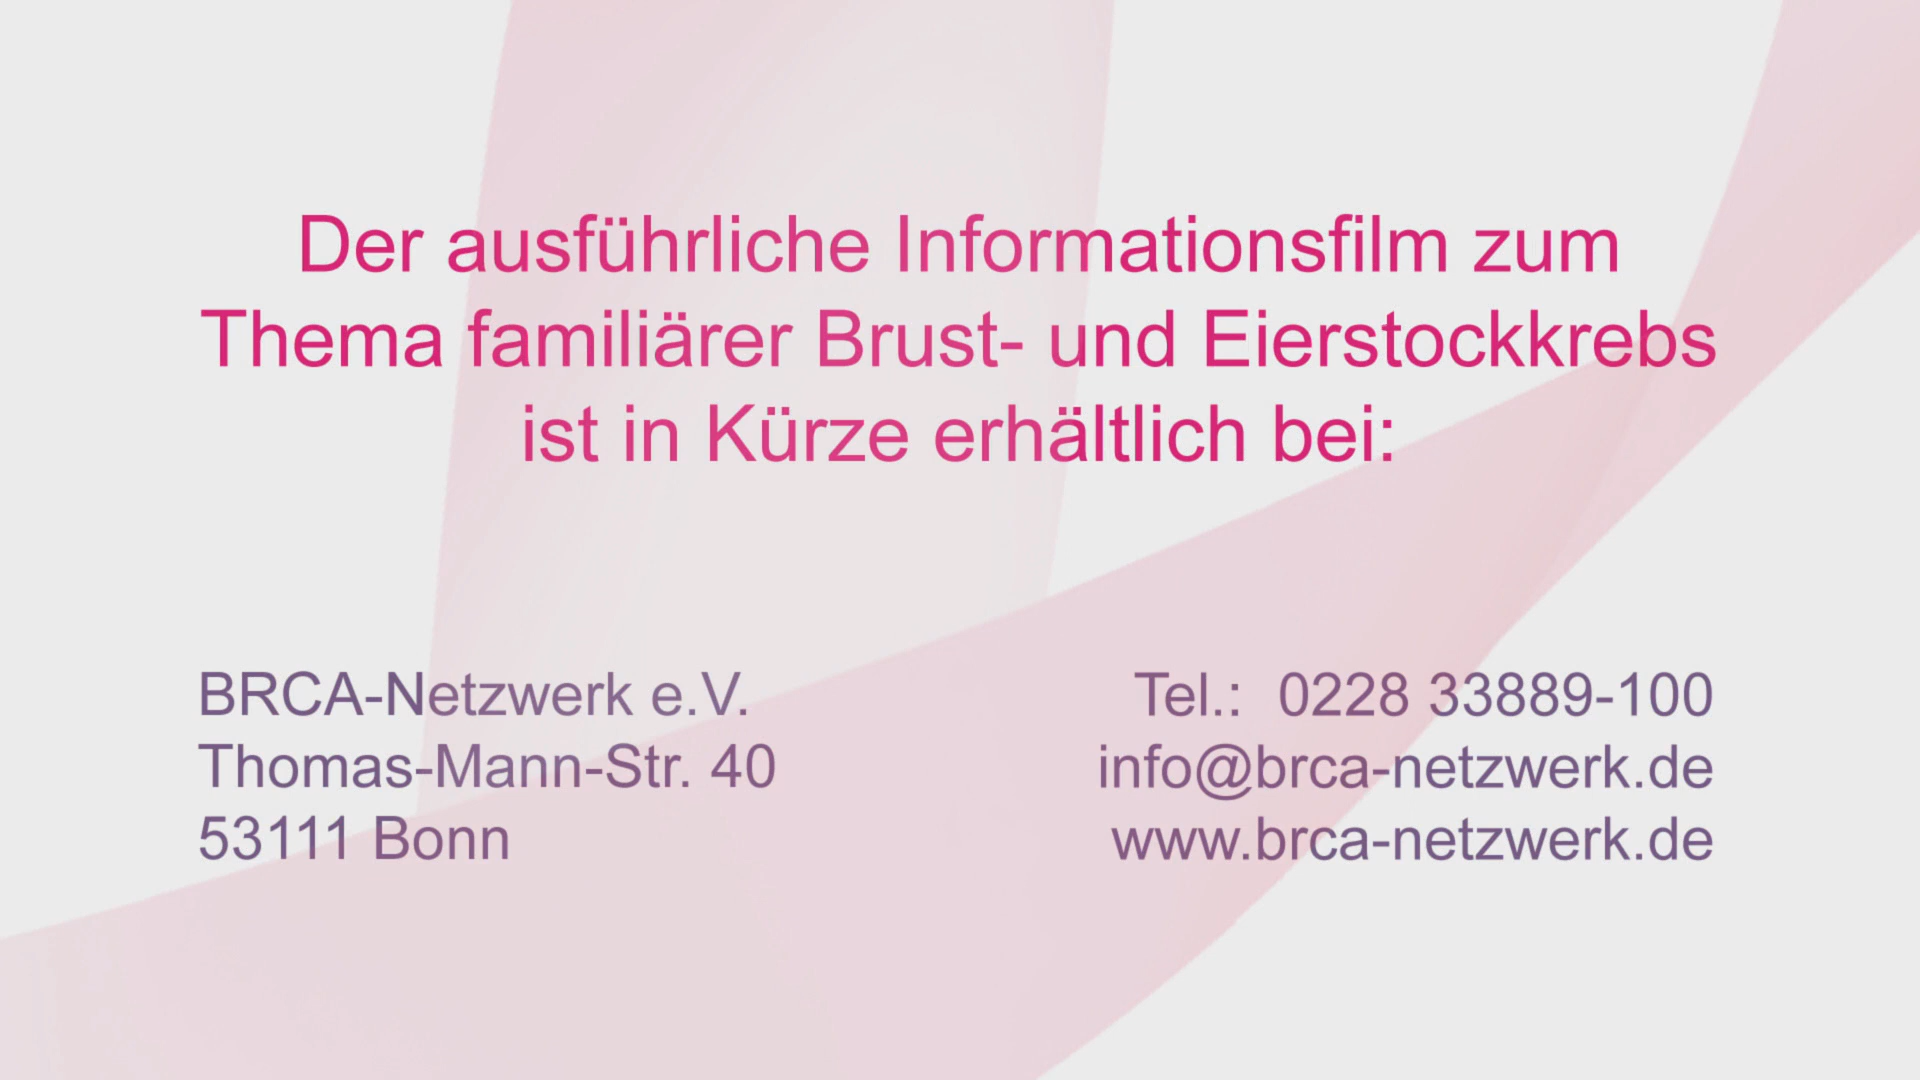 Der ausführliche Informationsfilm zum
Thema familiärer Brust- und Eierstockkrebs
ist in Kürze erhältlich bei:
BRCA-Netzwerk e.V.
Thomas-Mann-Str. 40
53111 Bonn
Tel.: 0228 33889-100
info@brca-netzwerk.de
www.brca-netzwerk.de